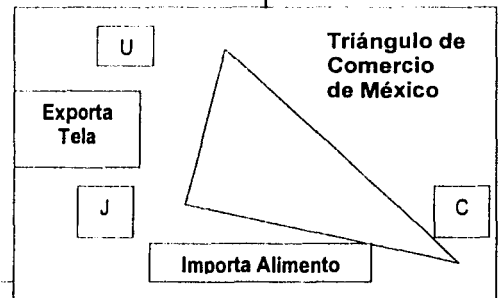 U
Triángulo de
Comercio
de México
Exporta
Tela
J
C
Importa Alimento